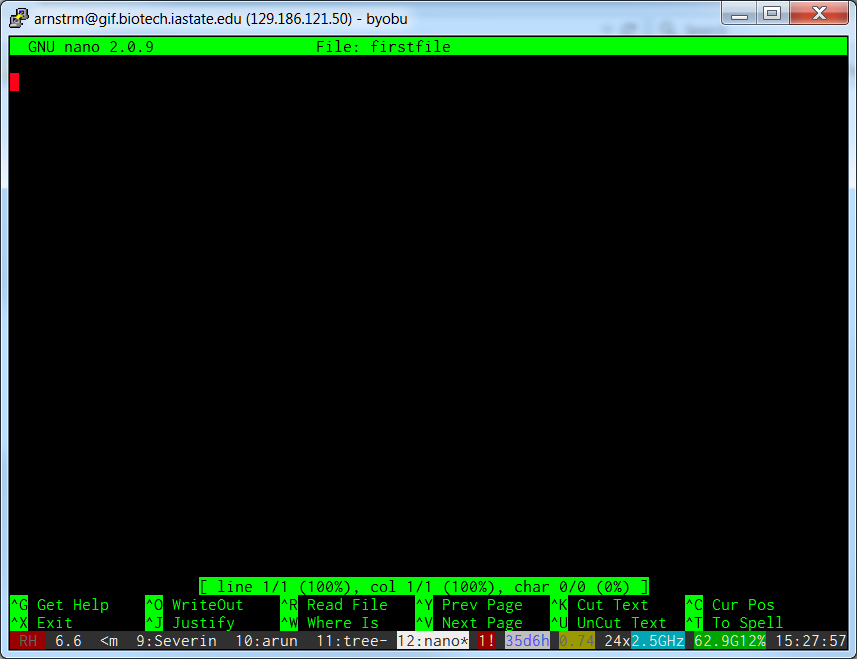 arnstrm@gif.biotech.iastate.edu (129.186.121.50) - byobu
GNU nano 2.0.9 File: firstfile
[ line 1/1 (100%), col 1/1 (100%), char 0/0 (0%) ]
^G Get Help ^O WriteOut ^R Read File ^Y Prev Page ^K Cut Text ^C Cur Pos
^X Exit ^J Justify ^W Where Is ^V Next Page ^U UnCut Text ^T To Spell
RH 6.6 <m 9:Severin 10:arun 11:tree- 12:nano* 1! 35d6h 0.74 24x2.5GHz 62.9G12% 15:27:57